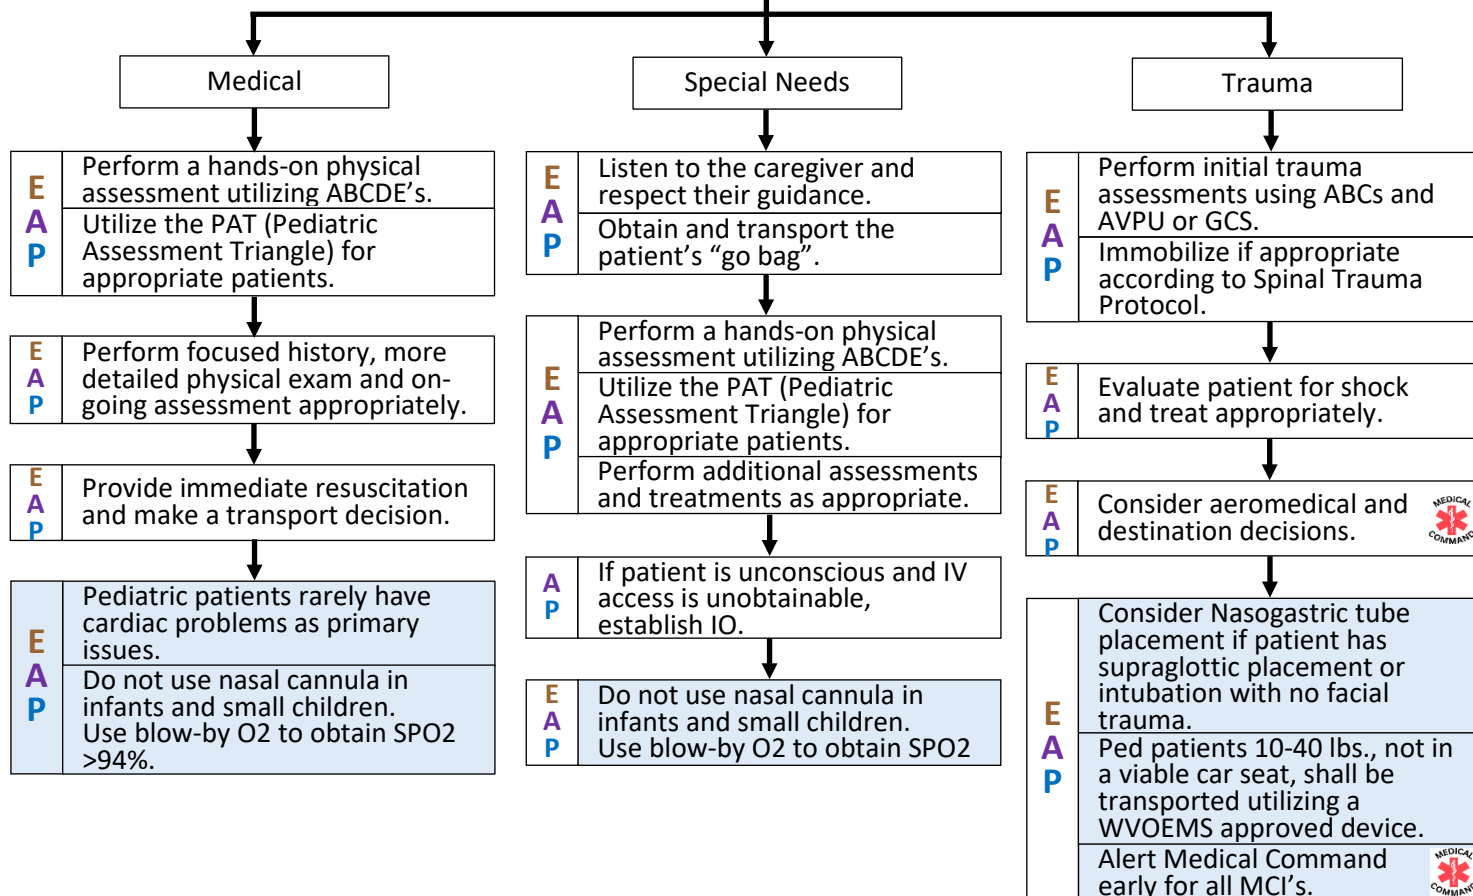 Medical
E
A
P
Perform a hands-on physical
assessment utilizing ABCDE’s.
Utilize the PAT (Pediatric
Assessment Triangle) for
appropriate patients.
E
A
P
Perform focused history, more
detailed physical exam and on-
going assessment appropriately.
E
A
P
Provide immediate resuscitation
and make a transport decision.
E
A
P
Pediatric patients rarely have
cardiac problems as primary
issues.
Do not use nasal cannula in
infants and small children.
Use blow-by O2 to obtain SPO2
>94%.
Special Needs
E
A
P
Listen to the caregiver and
respect their guidance.
Obtain and transport the
patient’s “go bag”.
E
A
P
Perform a hands-on physical
assessment utilizing ABCDE’s.
Utilize the PAT (Pediatric
Assessment Triangle) for
appropriate patients.
Perform additional assessments
and treatments as appropriate.
A
P
If patient is unconscious and IV
access is unobtainable,
establish IO.
E
A
P
Do not use nasal cannula in
infants and small children.
Use blow-by O2 to obtain SPO2
Trauma
E
A
P
Perform initial trauma
assessments using ABCs and
AVPU or GCS.
Immobilize if appropriate
according to Spinal Trauma
Protocol.
E
A
P
Evaluate patient for shock
and treat appropriately.
E
A
P
Consider aeromedical and
destination decisions.
MEDICAL
COMMAND
E
A
P
Consider Nasogastric tube
placement if patient has
supraglottic placement or
intubation with no facial
trauma.
Ped patients 10-40 lbs., not in
a viable car seat, shall be
transported utilizing a
WVOEMS approved device.
Alert Medical Command
early for all MCI’s.
MEDICAL
COMMAND